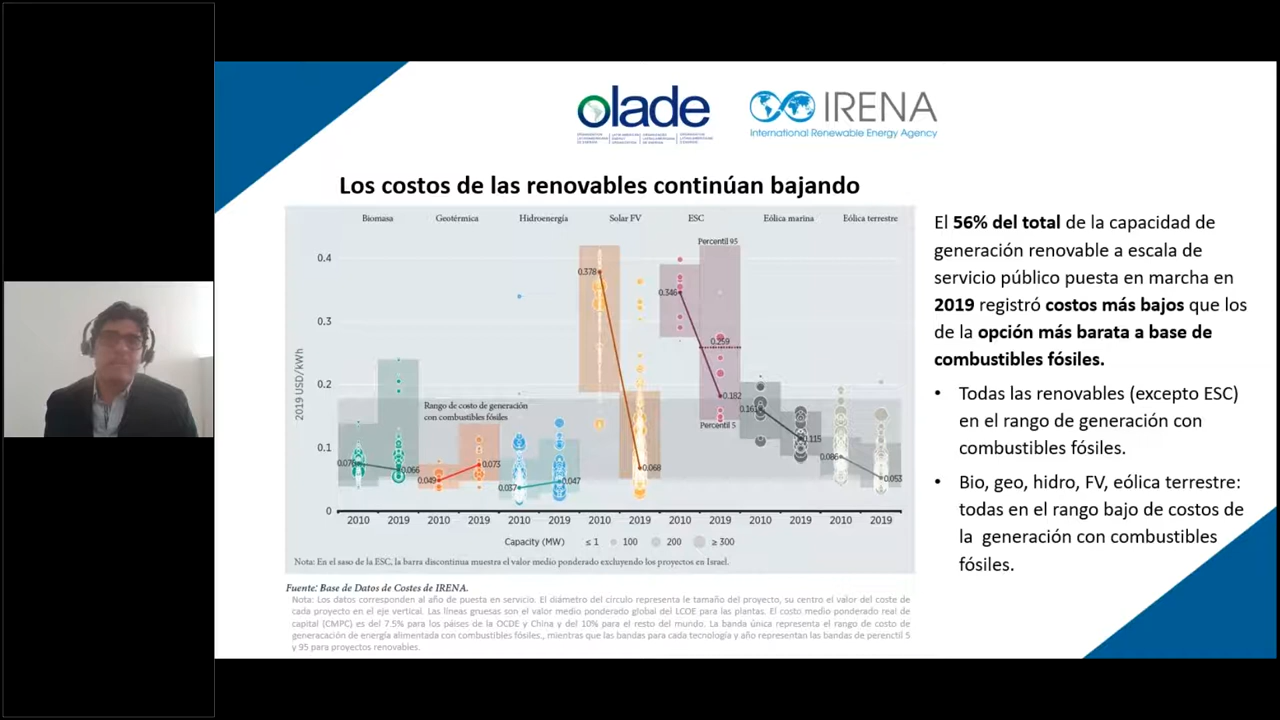 olade
IRENA
International Renewable Energy Agency
Los costos de las renovables continúan bajando
Biomasa Geotérmica Hidroenergía Solar FV ESC Eólica marina Eólica terrestre
Percentil 95
0.4
0.378
0.346
0.3
0.259
0.2
0.182
Rango de costo de generación
con combustibles fósiles
0.161
Percentil 5
0.115
0.1
0.066
0.049
0.073
0.037
0.047
0.068
0.086
0.053
0
2019 USD/kWh
2010 2019 2010 2019 2010 2019 2010 2019 2010 2019 2010 2019 2010 2019
Capacity (MW) ≤ 1 100 200 ≥ 300
Nota: En el saso de la ESC, la barra discontinua muestra el valor medio ponderado excluyendo los proyectos en Israel.
Fuente: Base de Datos de Costes de IRENA.
Nota: Los datos corresponden al año de puesta en servicio. El diámetro del círculo representa le tamaño del proyecto, su centro el valor del coste de
cada proyecto en el eje vertical. Las líneas gruesas son el valor medio ponderado global del LCOE para las plantas. El costo medio ponderado real de
capital (CMPC) es del 7.5% para los países de la OCDE y China y del 10% para el resto del mundo. La banda única representa el rango de costo de
generacación de energía alimentada con combustibles fósiles., mientras que las bandas para cada tecnología y año representan las bandas de perenctil 5
y 95 para proyectos renovables.
El 56% del total de la capacidad de
generación renovable a escala de
servicio público puesta en marcha en
2019 registró costos más bajos que los
de la opción más barata a base de
combustibles fósiles.
• Todas las renovables (excepto ESC)
en el rango de generación con
combustibles fósiles.
• Bio, geo, hidro, FV, eólica terrestre:
todas en el rango bajo de costos de
la generación con combustibles
fósiles.